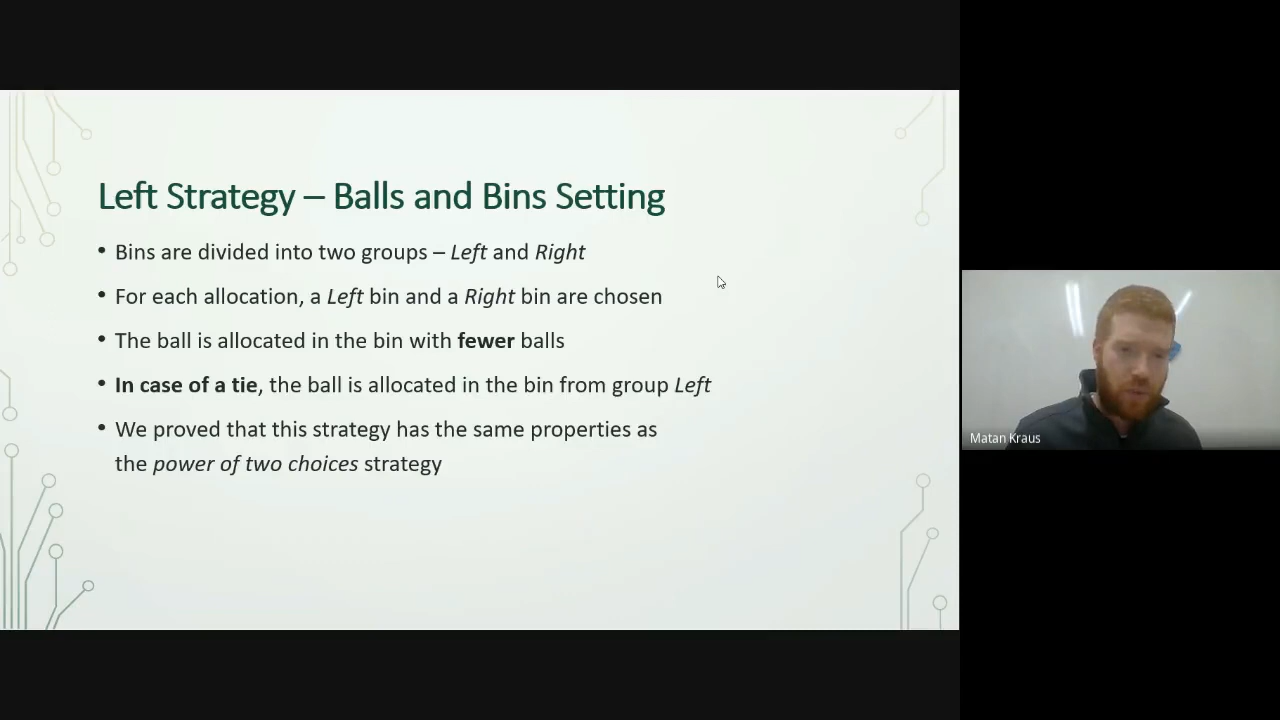 Left Strategy – Balls and Bins Setting
• Bins are divided into two groups – Left and Right
• For each allocation, a Left bin and a Right bin are chosen
• The ball is allocated in the bin with fewer balls
• In case of a tie, the ball is allocated in the bin from group Left
• We proved that this strategy has the same properties as
the power of two choices strategy
Matan Kraus